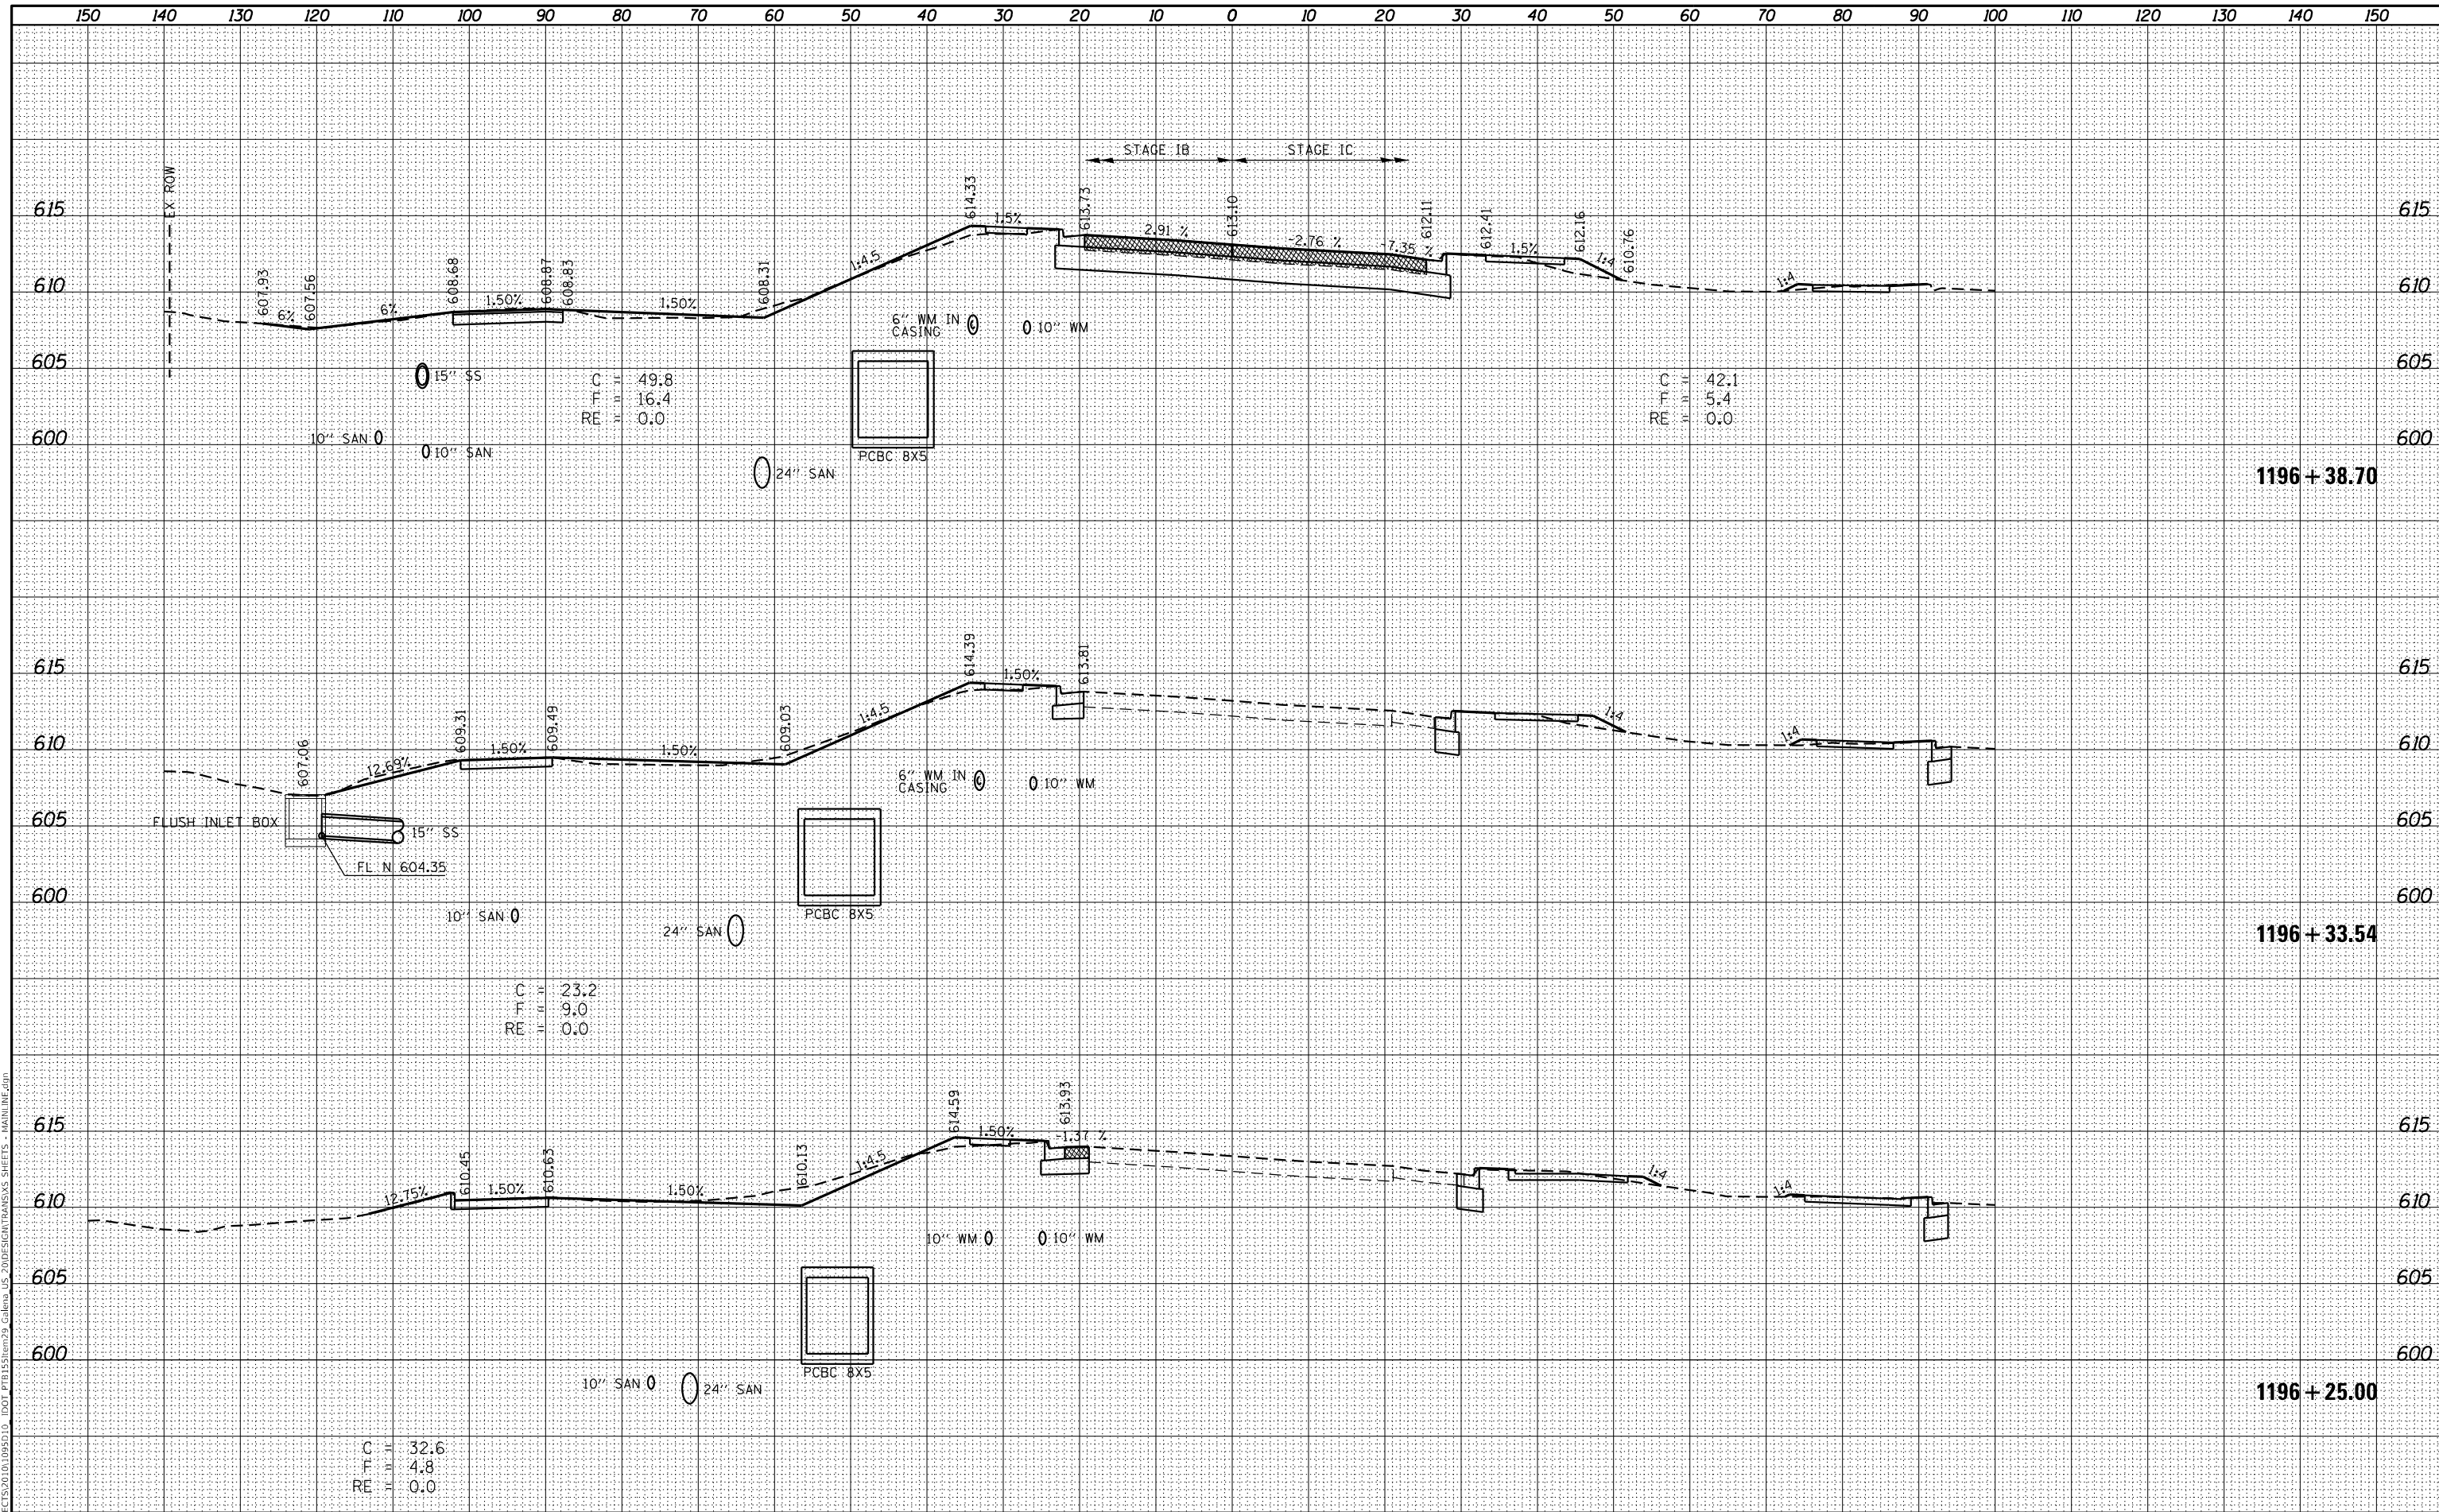 150 140 130 120 110 100 90 80 70 60 50 40 30 20 10 0 10 20 30 40 50 60 70 80 90 100 110 120 130 140 150
STAGE IB STAGE IC
EX ROW
615 615
610 610
605 605
600 600
607.93
607.56
608.68
608.87
608.83
608.31
614.33
613.73
613.10
612.11
612.41
612.16
610.76
6% 6% 1.50% 1.50% 1:4.5 1.5% 2.91 % -2.76 % -7.35 % 1.5% 1:4 1:4
6" WM IN
CASING
10" WM
15" SS
C = 49.8
F = 16.4
RE = 0.0
C = 42.1
F = 5.4
RE = 0.0
10" SAN
10" SAN
PCBC 8X5
24" SAN
1196+38.70
615 615
610 610
605 605
600 600
607.06
609.31
609.49
609.03
614.39
613.81
12.69% 1.50% 1.50% 1:4.5 1.50% 1:4 1:4
6" WM IN
CASING
10" WM
FLUSH INLET BOX
15" SS
FL N 604.35
10" SAN
24" SAN
PCBC 8X5
1196+33.54
C = 23.2
F = 9.0
RE = 0.0
615 615
610 610
605 605
600 600
610.45
610.63
610.13
614.59
613.93
12.75% 1.50% 1.50% 1:4.5 1.50% -1.37 % 1:4 1:4
10" WM
10" WM
PCBC 8X5
10" SAN
24" SAN
1196+25.00
C = 32.6
F = 4.8
RE = 0.0
ECTS\2010\1095D10_IDOT_PTB155Item29_Galena_US_20\DESIGN\TRANS\XS SHEETS - MAINLINE.dgn